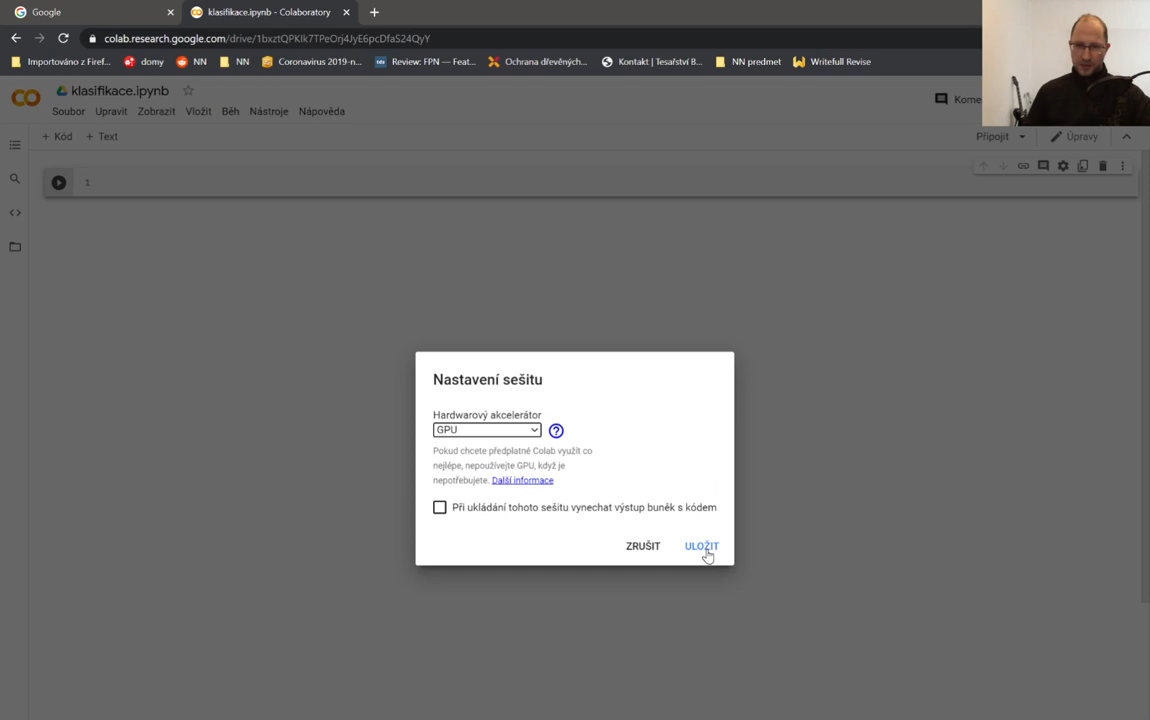 Google
klasifikace.ipynb - Colaboratory
colab.research.google.com/drive/1bxztQPKIk7TPeOrj4JyE6pcDfaS24QyY
Importováno z Firef... domy NN NN Coronavirus 2019-n... Review: FPN — Feat... Ochrana dřevěných... Kontakt | Tesařství B... NN predmet Writefull Revise
klasifikace.ipynb
Soubor Upravit Zobrazit Vložit Běh Nástroje Nápověda
Kome
+ Kód + Text
Připojit Úpravy
1
Nastavení sešitu
Hardwarový akcelerátor
GPU
Pokud chcete předplatné Colab využít co
nejlépe, nepoužívejte GPU, když je
nepotřebujete. Další informace
Při ukládání tohoto sešitu vynechat výstup buněk s kódem
ZRUŠIT ULOŽIT